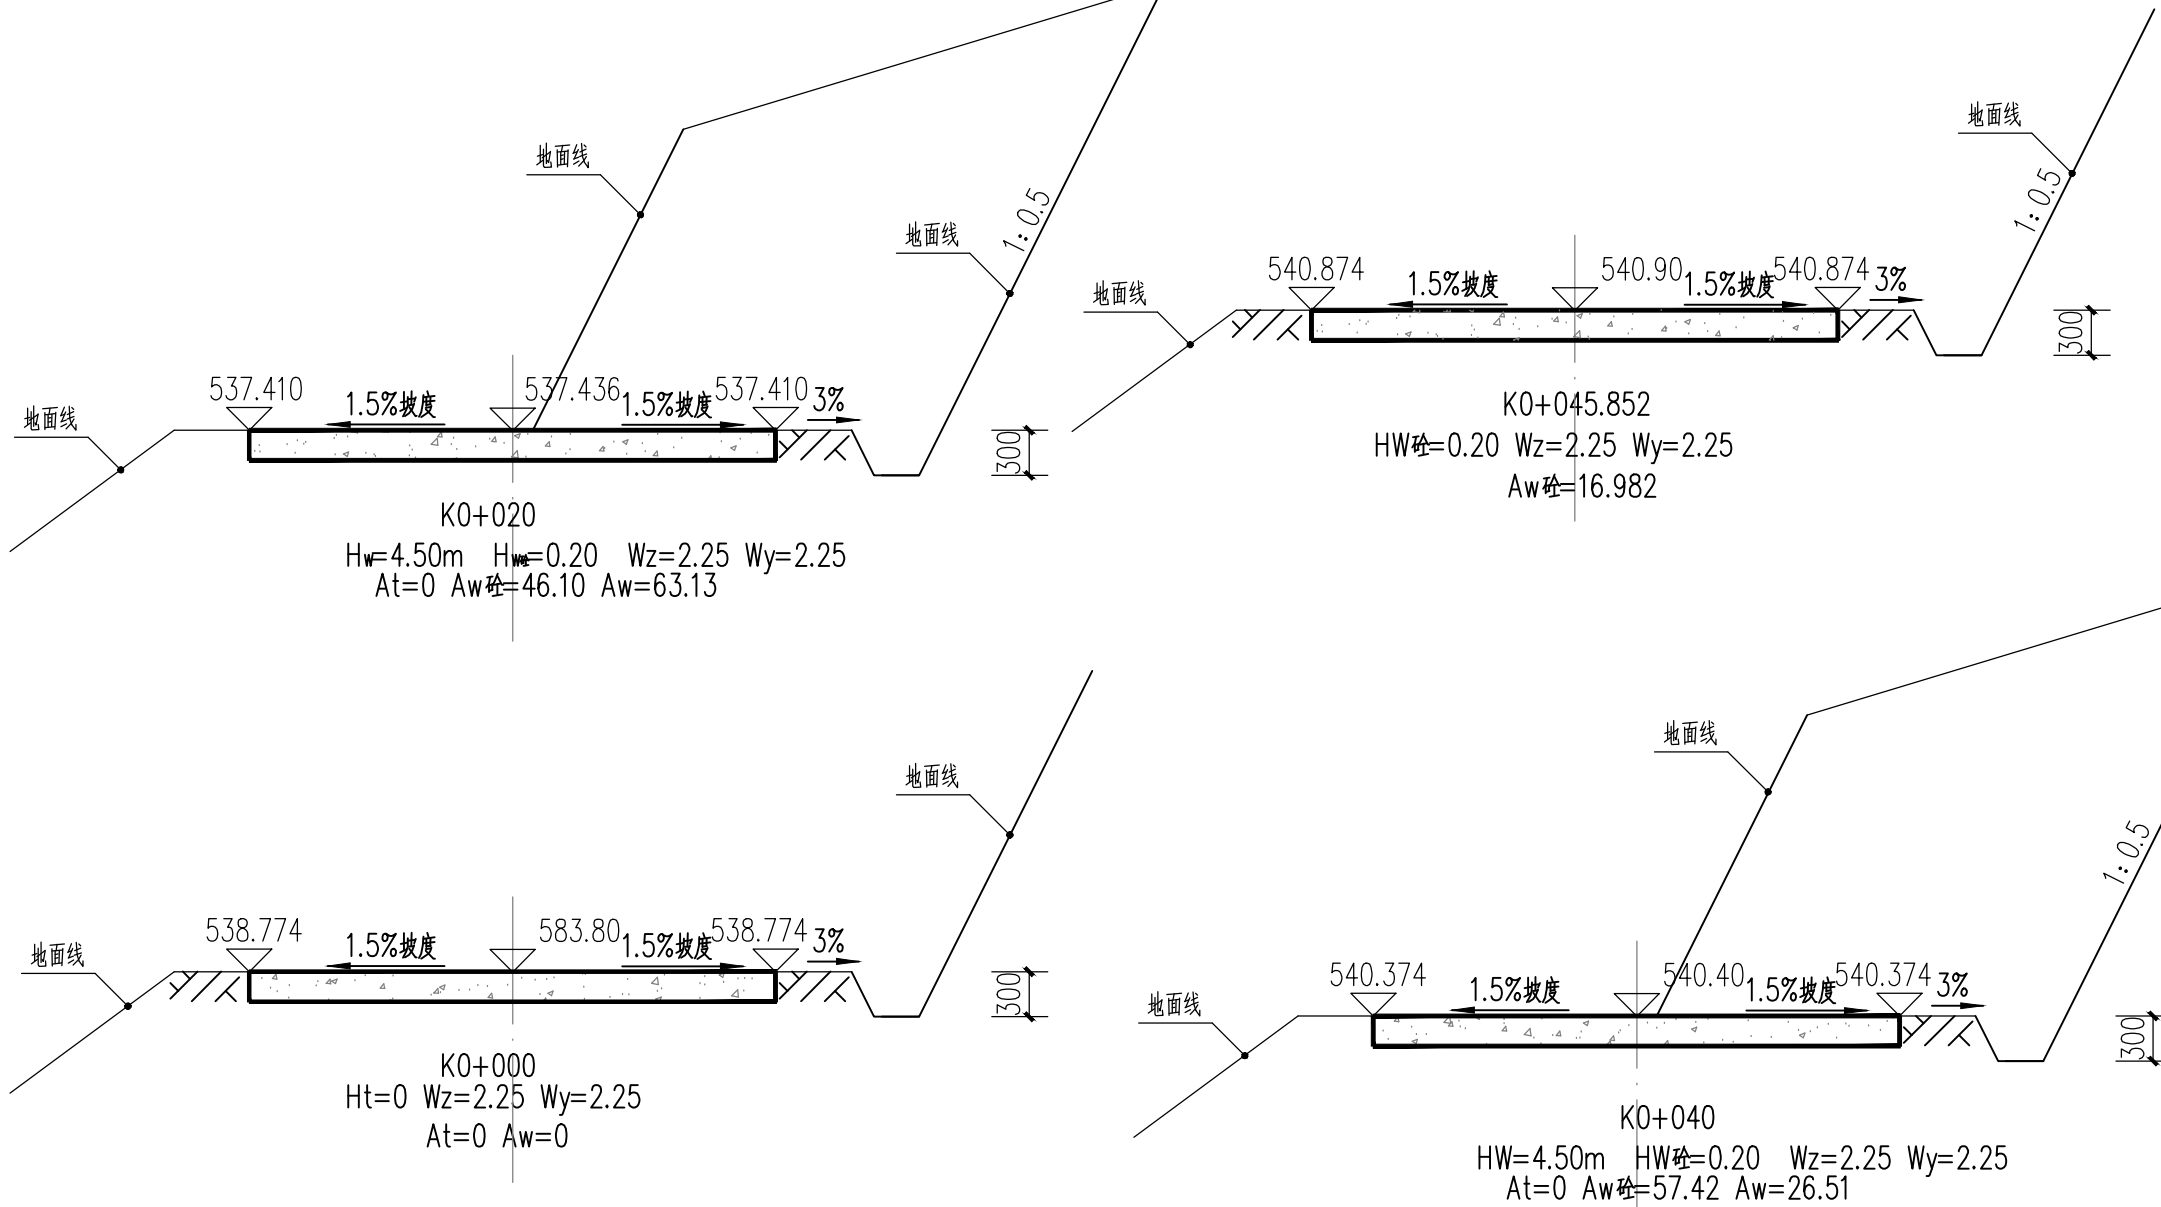 地面线
地面线
1:0.5
537.410 1.5%坡度 537.436 1.5%坡度 537.410 3%
地面线
300
K0+020
Hw=4.50m Hw砼=0.20 Wz=2.25 Wy=2.25
At=0 Aw砼=46.10 Aw=63.13
地面线
1:0.5
540.874 1.5%坡度 540.90 1.5%坡度 540.874 3%
地面线
300
K0+045.852
HW砼=0.20 Wz=2.25 Wy=2.25
Aw砼=16.982
地面线
538.774 1.5%坡度 583.80 1.5%坡度 538.774 3%
地面线
300
K0+000
Ht=0 Wz=2.25 Wy=2.25
At=0 Aw=0
地面线
1:0.5
540.374 1.5%坡度 540.40 1.5%坡度 540.374 3%
地面线
300
K0+040
HW=4.50m HW砼=0.20 Wz=2.25 Wy=2.25
At=0 Aw砼=57.42 Aw=26.51